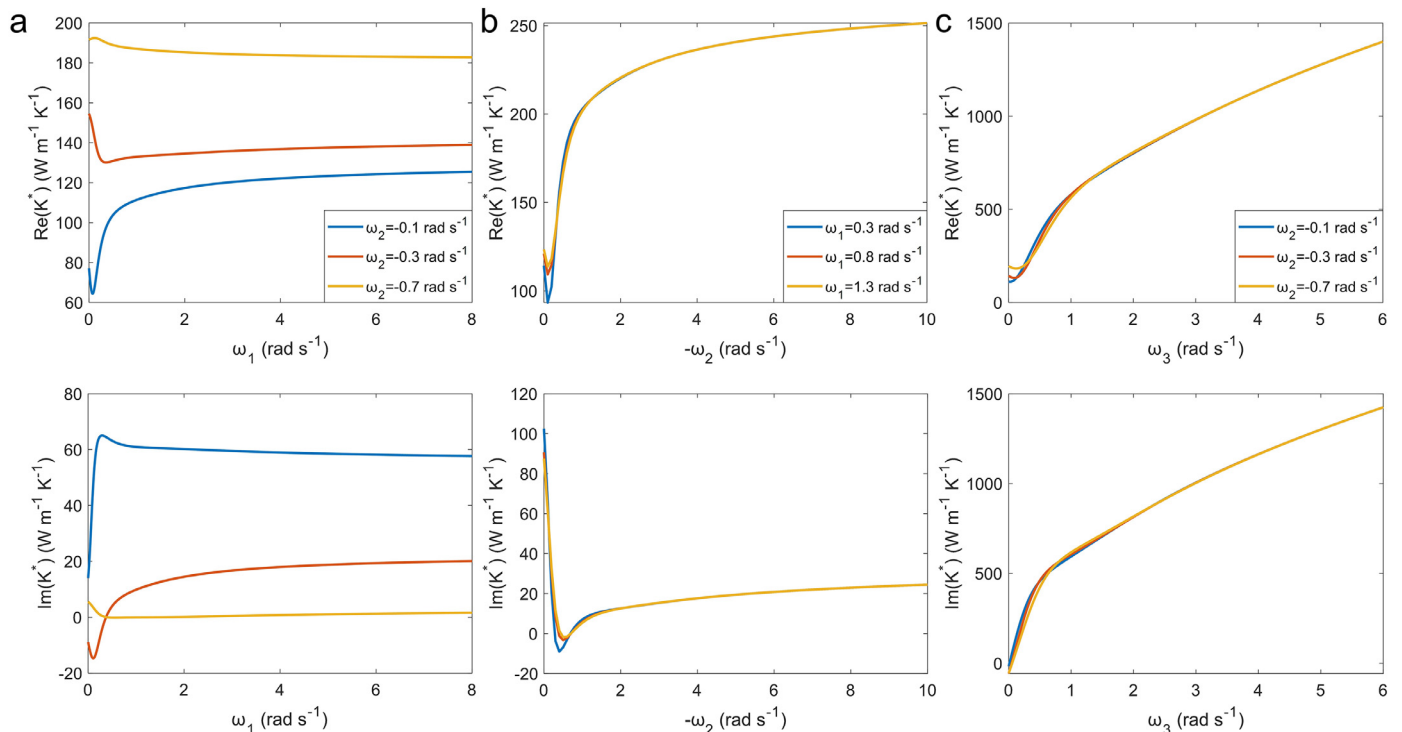 a
200
180
160
140
120
100
80
60
Re(K*) (W m⁻¹ K⁻¹)
ω₂=-0.1 rad s⁻¹
ω₂=-0.3 rad s⁻¹
ω₂=-0.7 rad s⁻¹
0 2 4 6 8
ω₁ (rad s⁻¹)
b
250
200
150
100
Re(K*) (W m⁻¹ K⁻¹)
ω₁=0.3 rad s⁻¹
ω₁=0.8 rad s⁻¹
ω₁=1.3 rad s⁻¹
0 2 4 6 8 10
-ω₂ (rad s⁻¹)
c
1500
1000
500
0
Re(K*) (W m⁻¹ K⁻¹)
ω₂=-0.1 rad s⁻¹
ω₂=-0.3 rad s⁻¹
ω₂=-0.7 rad s⁻¹
0 1 2 3 4 5 6
ω₃ (rad s⁻¹)
80
60
40
20
0
-20
Im(K*) (W m⁻¹ K⁻¹)
0 2 4 6 8
ω₁ (rad s⁻¹)
120
100
80
60
40
20
0
-20
Im(K*) (W m⁻¹ K⁻¹)
0 2 4 6 8 10
-ω₂ (rad s⁻¹)
1500
1000
500
0
Im(K*) (W m⁻¹ K⁻¹)
0 1 2 3 4 5 6
ω₃ (rad s⁻¹)